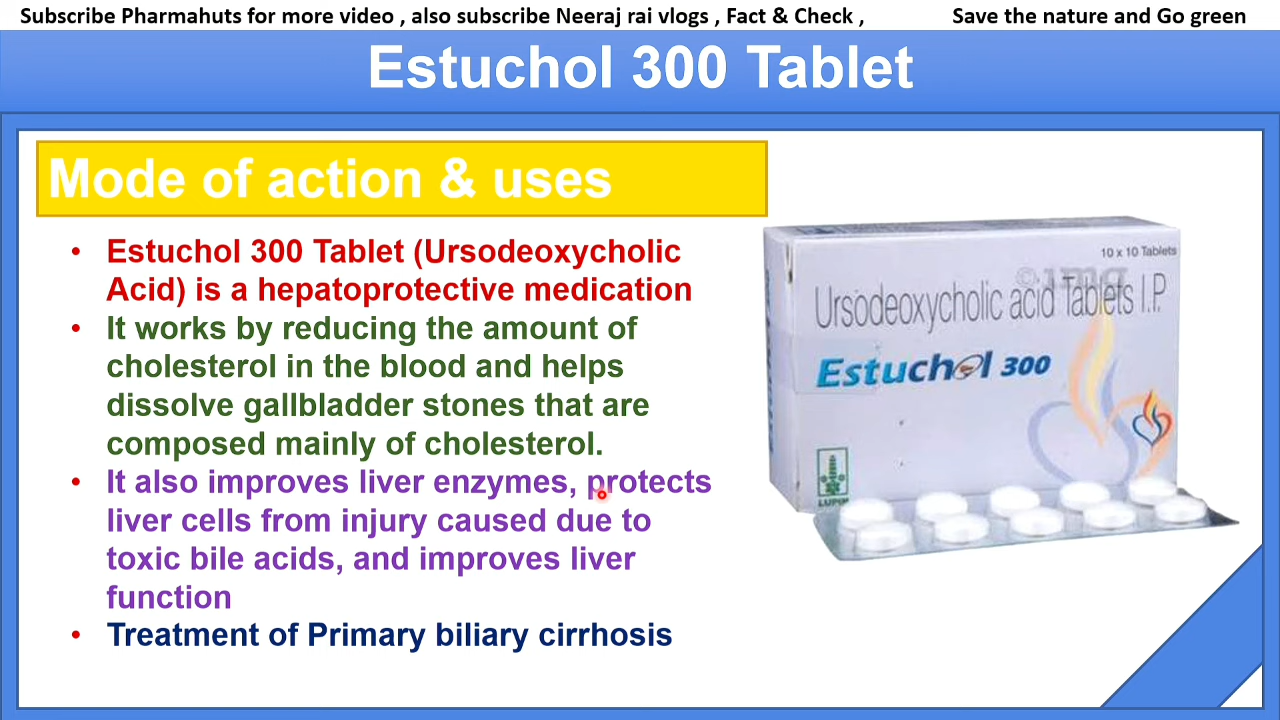 Subscribe Pharmahuts for more video , also subscribe Neeraj rai vlogs , Fact & Check , Save the nature and Go green
Estuchol 300 Tablet
Mode of action & uses
• Estuchol 300 Tablet (Ursodeoxycholic
Acid) is a hepatoprotective medication
• It works by reducing the amount of
cholesterol in the blood and helps
dissolve gallbladder stones that are
composed mainly of cholesterol.
• It also improves liver enzymes, protects
liver cells from injury caused due to
toxic bile acids, and improves liver
function
• Treatment of Primary biliary cirrhosis
10 x 10 Tablets
Ursodeoxycholic acid Tablets I.P.
Estuchol 300
LUPIN